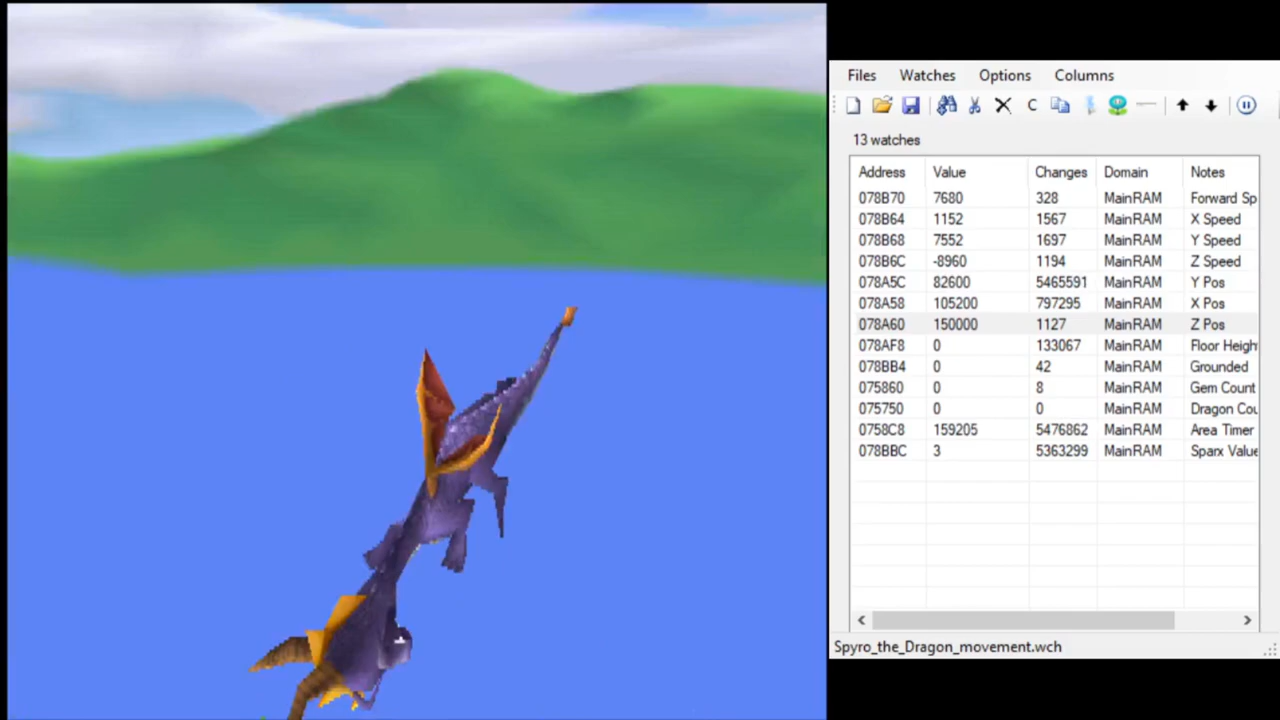 Files Watches Options Columns
C
13 watches
Address Value Changes Domain Notes
078B70 7680 328 MainRAM Forward Sp
078B64 1152 1567 MainRAM X Speed
078B68 7552 1697 MainRAM Y Speed
078B6C -8960 1194 MainRAM Z Speed
078A5C 82600 5465591 MainRAM Y Pos
078A58 105200 797295 MainRAM X Pos
078A60 150000 1127 MainRAM Z Pos
078AF8 0 133067 MainRAM Floor Heigh
078BB4 0 42 MainRAM Grounded
075860 0 8 MainRAM Gem Count
075750 0 0 MainRAM Dragon Cou
0758C8 159205 5476862 MainRAM Area Timer
078BBC 3 5363299 MainRAM Sparx Value
Spyro_the_Dragon_movement.wch